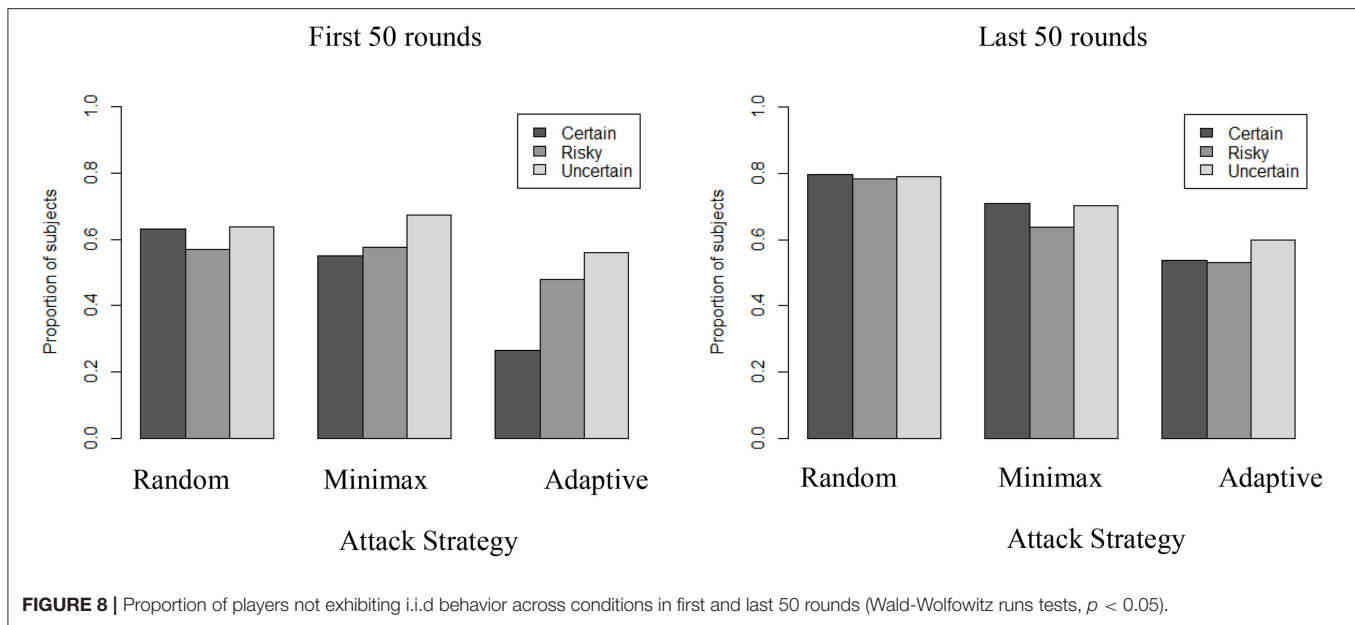 First 50 rounds
Proportion of subjects
1.0
0.8
0.6
0.4
0.2
0.0
Certain
Risky
Uncertain
Random Minimax Adaptive
Attack Strategy
Last 50 rounds
Proportion of subjects
1.0
0.8
0.6
0.4
0.2
0.0
Certain
Risky
Uncertain
Random Minimax Adaptive
Attack Strategy
FIGURE 8 | Proportion of players not exhibiting i.i.d behavior across conditions in first and last 50 rounds (Wald-Wolfowitz runs tests, p < 0.05).